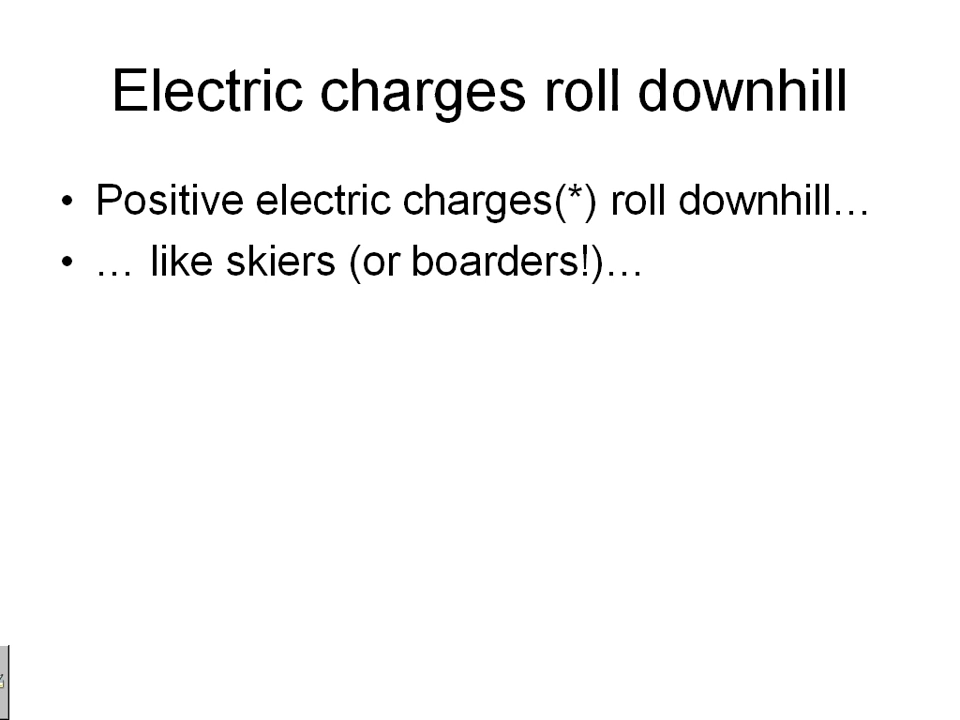 Electric charges roll downhill
• Positive electric charges(*) roll downhill…
• … like skiers (or boarders!)…